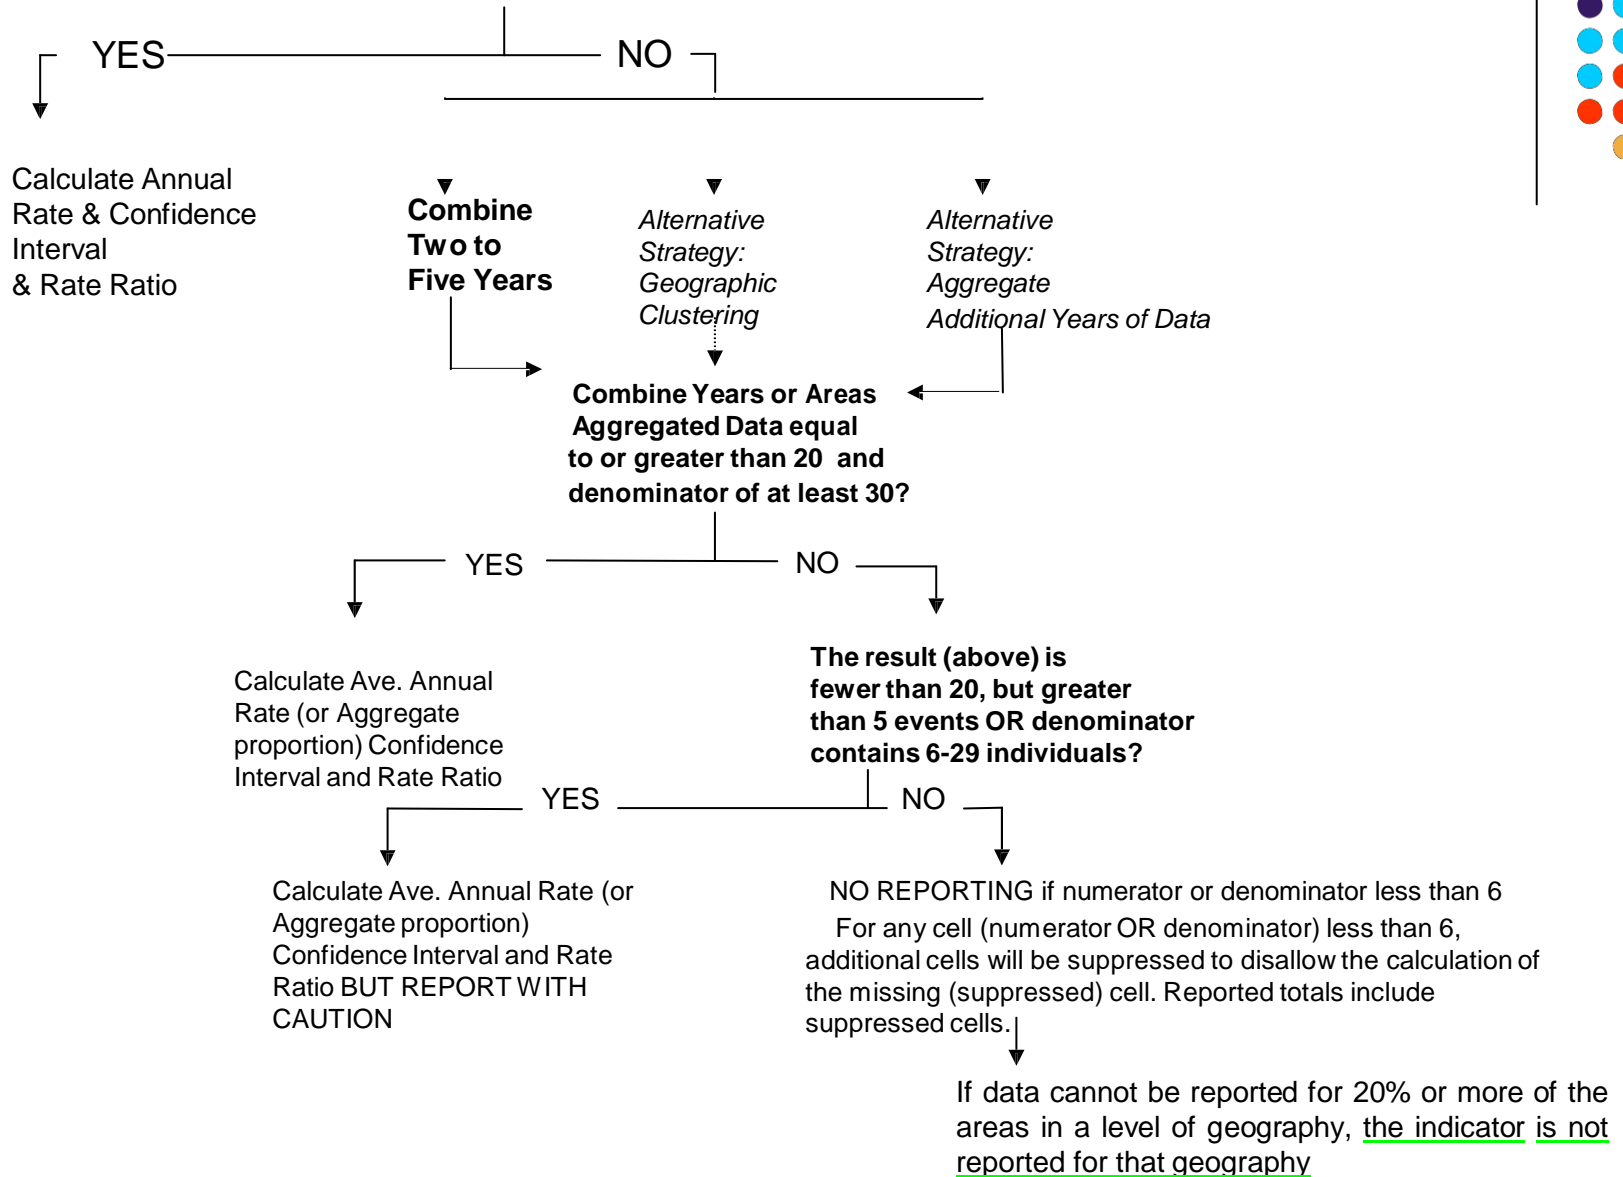 YES
NO
Calculate Annual
Rate & Confidence
Interval
& Rate Ratio
Combine
Two to
Five Years
Alternative
Strategy:
Geographic
Clustering
Alternative
Strategy:
Aggregate
Additional Years of Data
Combine Years or Areas
Aggregated Data equal
to or greater than 20 and
denominator of at least 30?
YES
NO
Calculate Ave. Annual
Rate (or Aggregate
proportion) Confidence
Interval and Rate Ratio
The result (above) is
fewer than 20, but greater
than 5 events OR denominator
contains 6-29 individuals?
YES
NO
Calculate Ave. Annual Rate (or
Aggregate proportion)
Confidence Interval and Rate
Ratio BUT REPORT WITH
CAUTION
NO REPORTING if numerator or denominator less than 6
For any cell (numerator OR denominator) less than 6,
additional cells will be suppressed to disallow the calculation of
the missing (suppressed) cell. Reported totals include
suppressed cells.
If data cannot be reported for 20% or more of the
areas in a level of geography, the indicator is not
reported for that geography